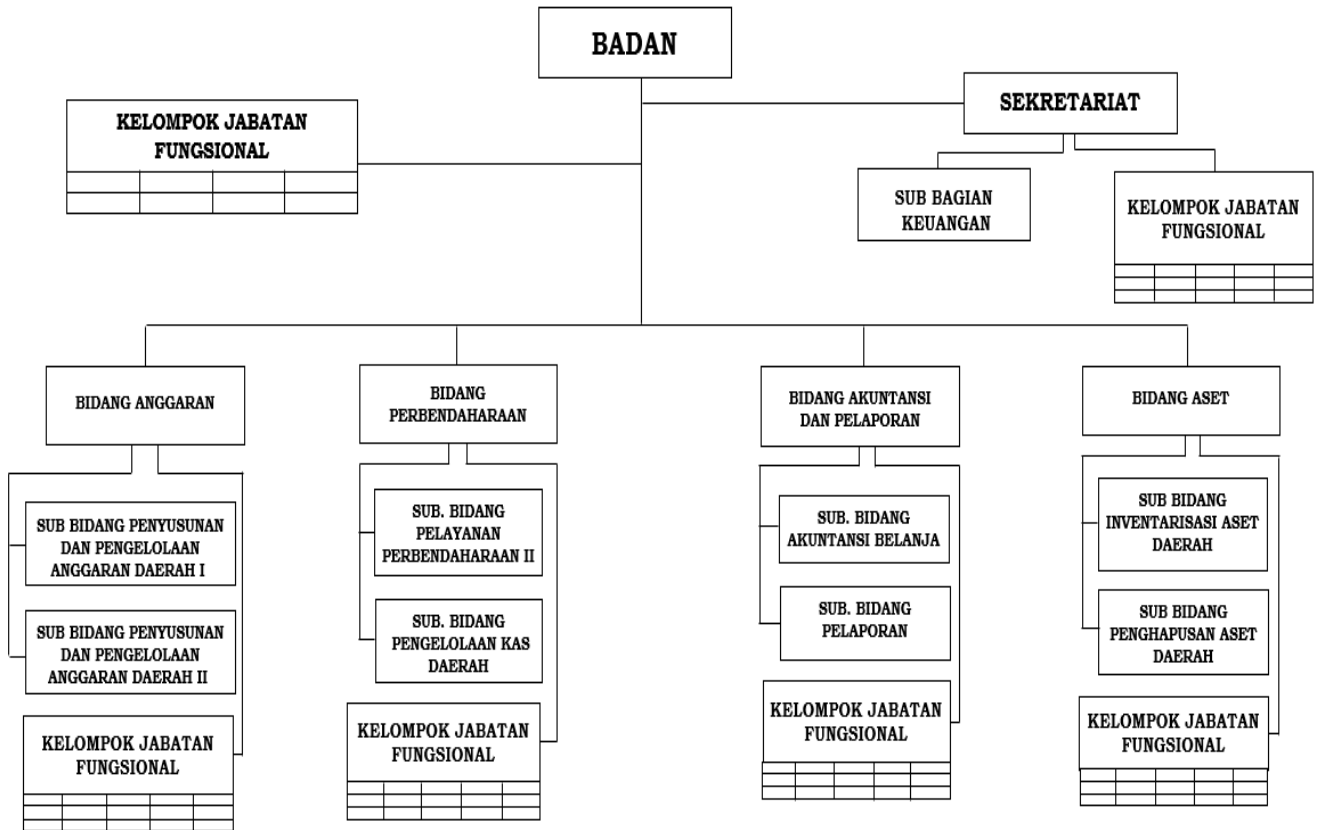 BADAN
SEKRETARIAT
KELOMPOK JABATAN
FUNGSIONAL
SUB BAGIAN
KEUANGAN
KELOMPOK JABATAN
FUNGSIONAL
BIDANG ANGGARAN
SUB BIDANG PENYUSUNAN
DAN PENGELOLAAN
ANGGARAN DAERAH I
SUB BIDANG PENYUSUNAN
DAN PENGELOLAAN
ANGGARAN DAERAH II
KELOMPOK JABATAN
FUNGSIONAL
BIDANG
PERBENDAHARAAN
SUB. BIDANG
PELAYANAN
PERBENDAHARAAN II
SUB. BIDANG
PENGELOLAAN KAS
DAERAH
KELOMPOK JABATAN
FUNGSIONAL
BIDANG AKUNTANSI
DAN PELAPORAN
SUB. BIDANG
AKUNTANSI BELANJA
SUB. BIDANG
PELAPORAN
KELOMPOK JABATAN
FUNGSIONAL
BIDANG ASET
SUB BIDANG
INVENTARISASI ASET
DAERAH
SUB BIDANG
PENGHAPUSAN ASET
DAERAH
KELOMPOK JABATAN
FUNGSIONAL